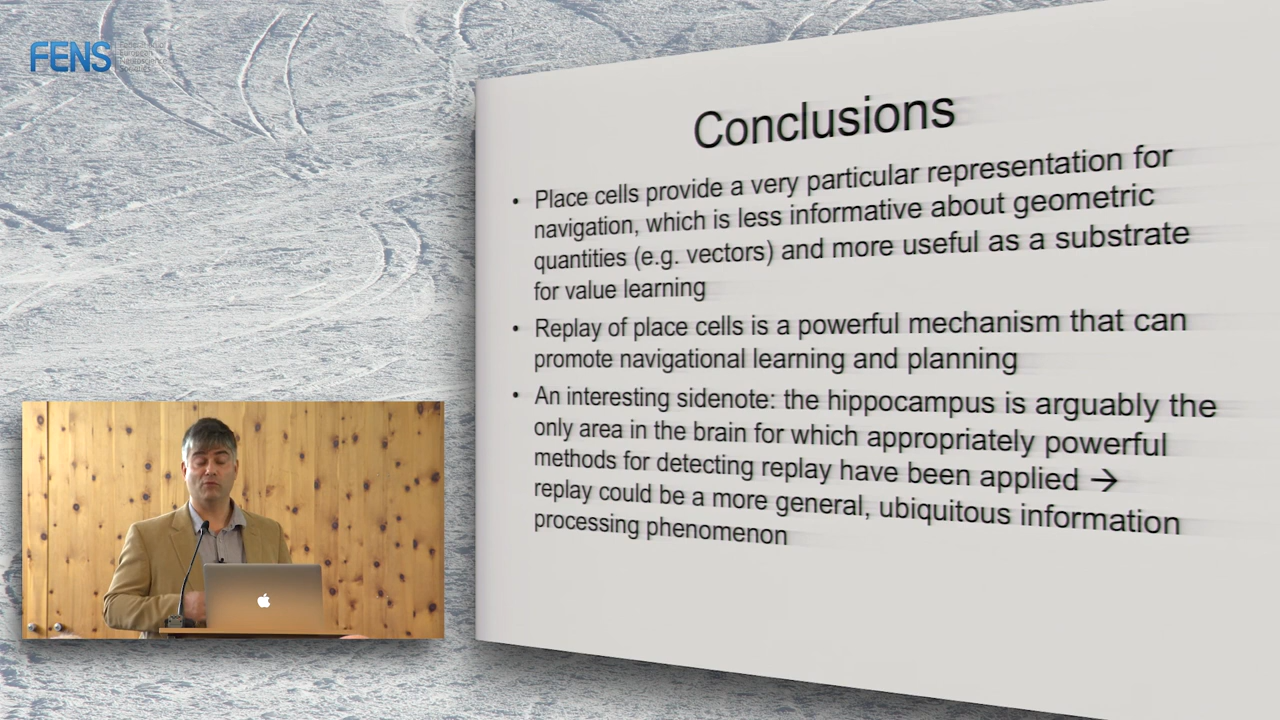 FENS
Conclusions
• Place cells provide a very particular representation for
navigation, which is less informative about geometric
quantities (e.g. vectors) and more useful as a substrate
for value learning
• Replay of place cells is a powerful mechanism that can
promote navigational learning and planning
• An interesting sidenote: the hippocampus is arguably the
only area in the brain for which appropriately powerful
methods for detecting replay have been applied →
replay could be a more general, ubiquitous information
processing phenomenon